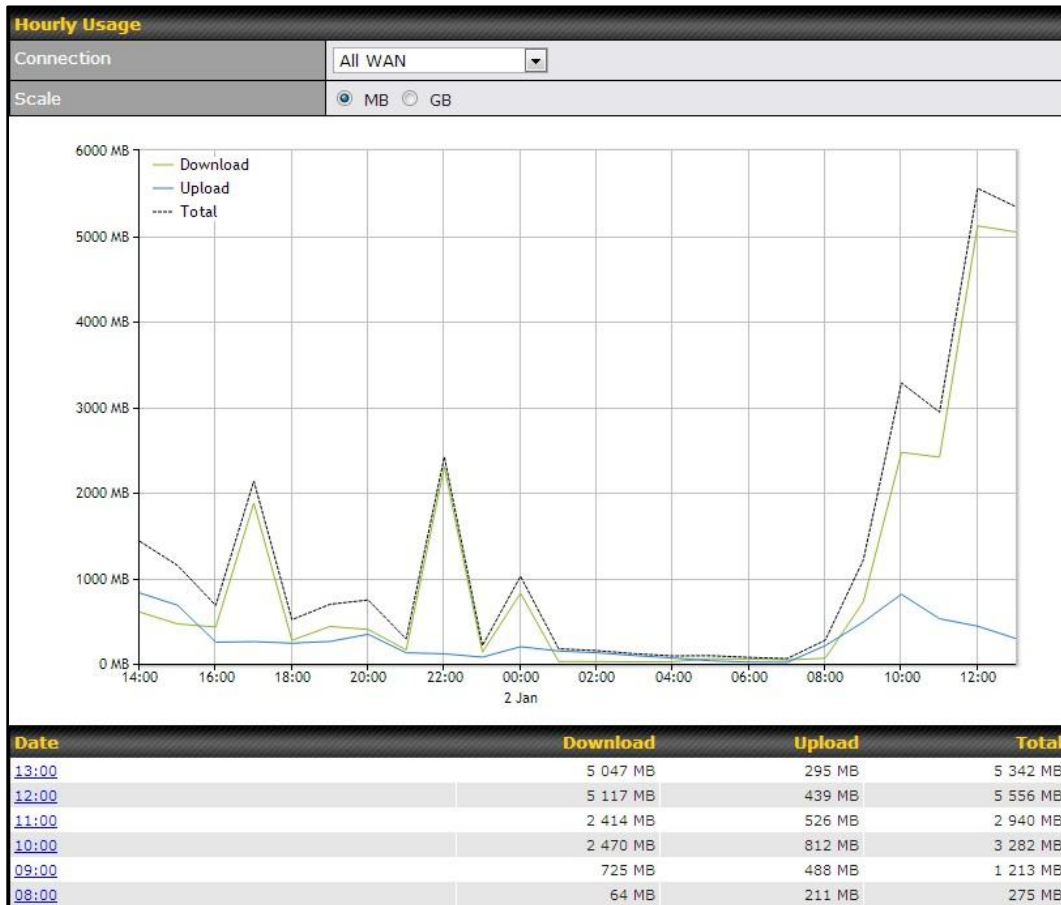 Hourly Usage
Connection All WAN
Scale MB GB
6000 MB
Download
Upload
Total
5000 MB
4000 MB
3000 MB
2000 MB
1000 MB
0 MB
14:00 16:00 18:00 20:00 22:00 00:00 02:00 04:00 06:00 08:00 10:00 12:00
2 Jan
Date Download Upload Total
13:00 5 047 MB 295 MB 5 342 MB
12:00 5 117 MB 439 MB 5 556 MB
11:00 2 414 MB 526 MB 2 940 MB
10:00 2 470 MB 812 MB 3 282 MB
09:00 725 MB 488 MB 1 213 MB
08:00 64 MB 211 MB 275 MB